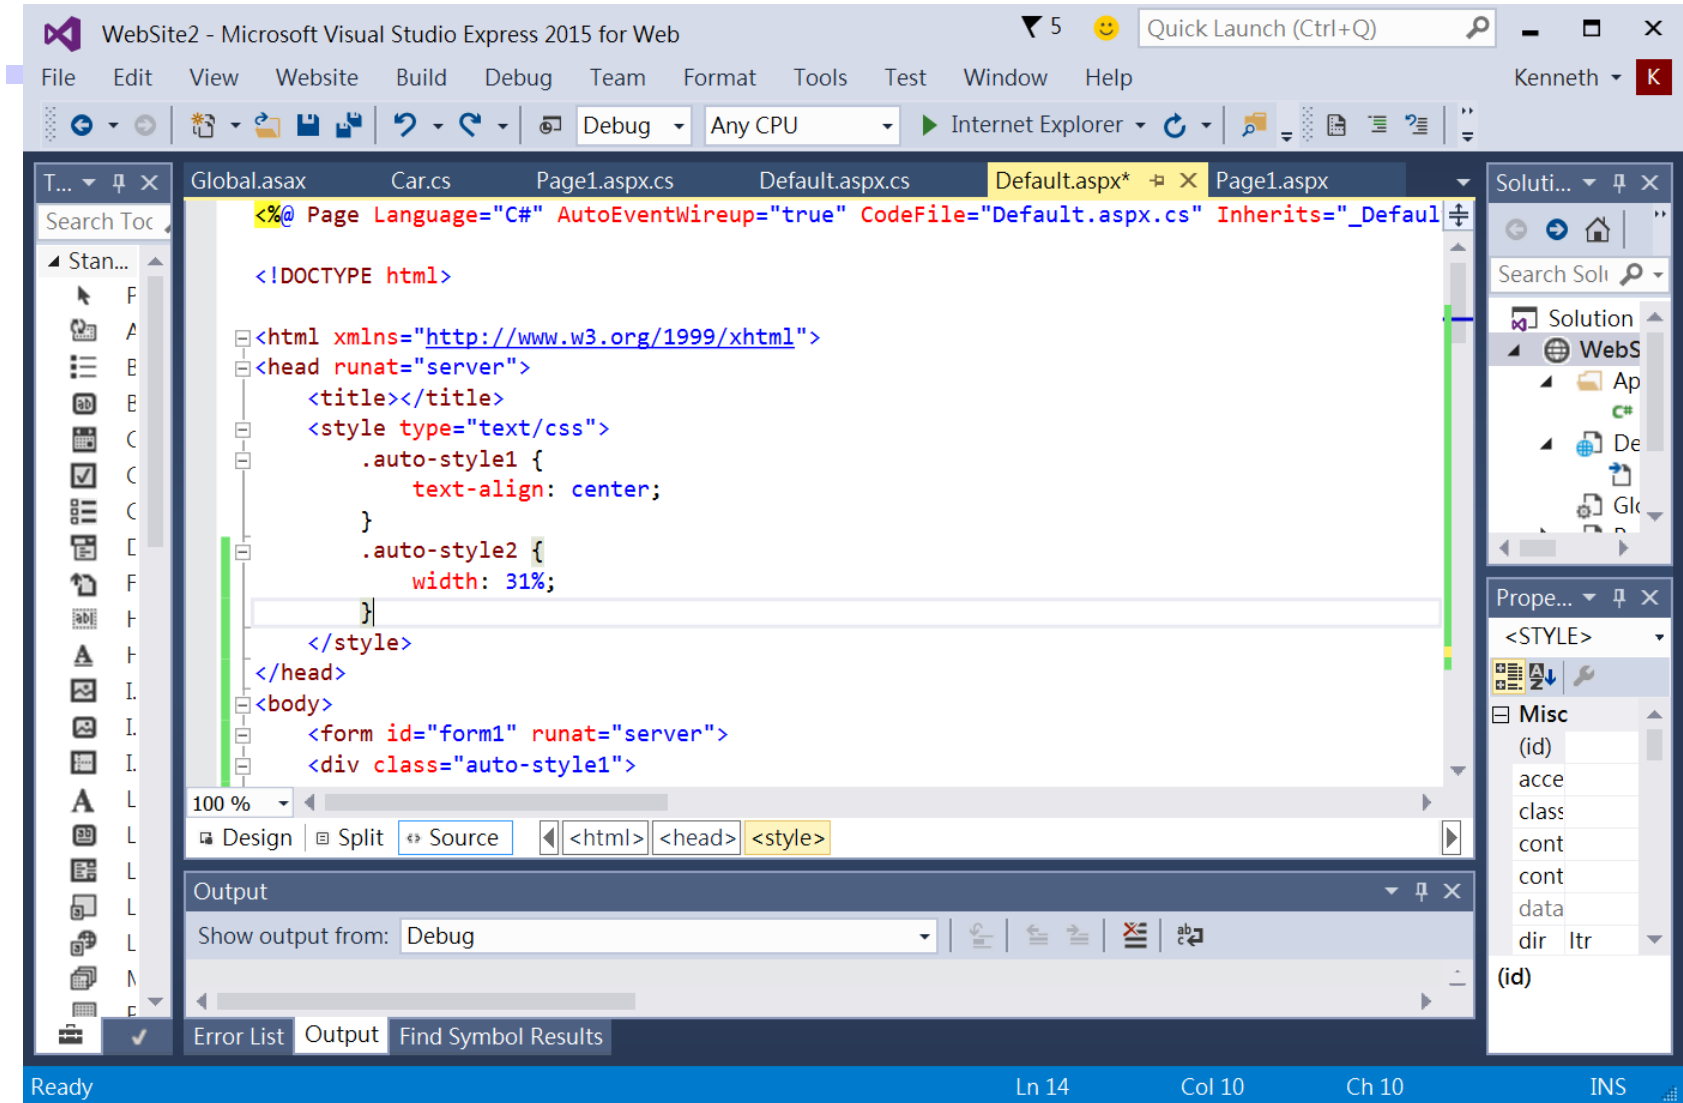 WebSite2 - Microsoft Visual Studio Express 2015 for Web
5
Quick Launch (Ctrl+Q)
File Edit View Website Build Debug Team Format Tools Test Window Help
Kenneth K
Debug Any CPU Internet Explorer
T...
Search Toc
Stan...
Global.asax Car.cs Page1.aspx.cs Default.aspx.cs Default.aspx* Page1.aspx
<%@ Page Language="C#" AutoEventWireup="true" CodeFile="Default.aspx.cs" Inherits="_Defaul
<!DOCTYPE html>
<html xmlns="http://www.w3.org/1999/xhtml">
<head runat="server">
<title></title>
<style type="text/css">
.auto-style1 {
text-align: center;
}
.auto-style2 {
width: 31%;
}
</style>
</head>
<body>
<form id="form1" runat="server">
<div class="auto-style1">
100 %
Design Split Source <html> <head> <style>
Output
Show output from: Debug
Error List Output Find Symbol Results
Soluti...
Search Solu
Solution
WebS
Ap
C#
De
Glo
Prope...
<STYLE>
Misc
(id)
acce
class
cont
cont
data
dir ltr
(id)
Ready Ln 14 Col 10 Ch 10 INS